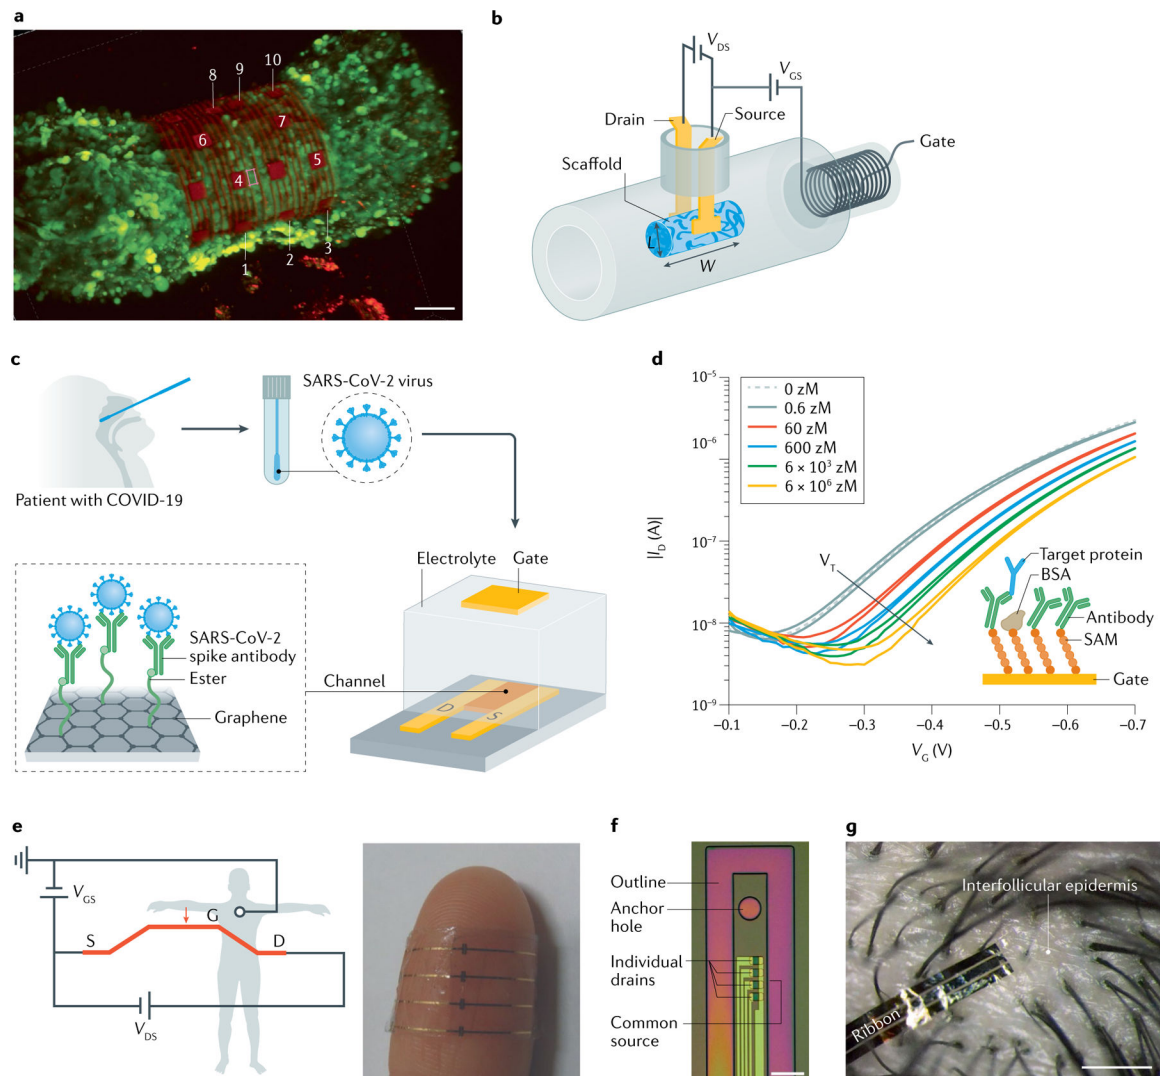 a
8
9
10
6
7
4
5
1
2
3
b
V_DS
V_GS
Drain
Source
Gate
Scaffold
L
W
c
SARS-CoV-2 virus
Patient with COVID-19
Electrolyte
Gate
SARS-CoV-2
spike antibody
Ester
Channel
Graphene
D
S
d
10⁻⁵
10⁻⁶
10⁻⁷
10⁻⁸
10⁻⁹
|I_D (A)|
0 zM
0.6 zM
60 zM
600 zM
6 × 10³ zM
6 × 10⁶ zM
V_T
Target protein
BSA
Antibody
SAM
Gate
–0.1
–0.2
–0.3
–0.4
–0.5
–0.6
–0.7
V_G (V)
e
V_GS
S
G
D
V_DS
f
Outline
Anchor
hole
Individual
drains
Common
source
g
Interfollicular epidermis
Ribbon